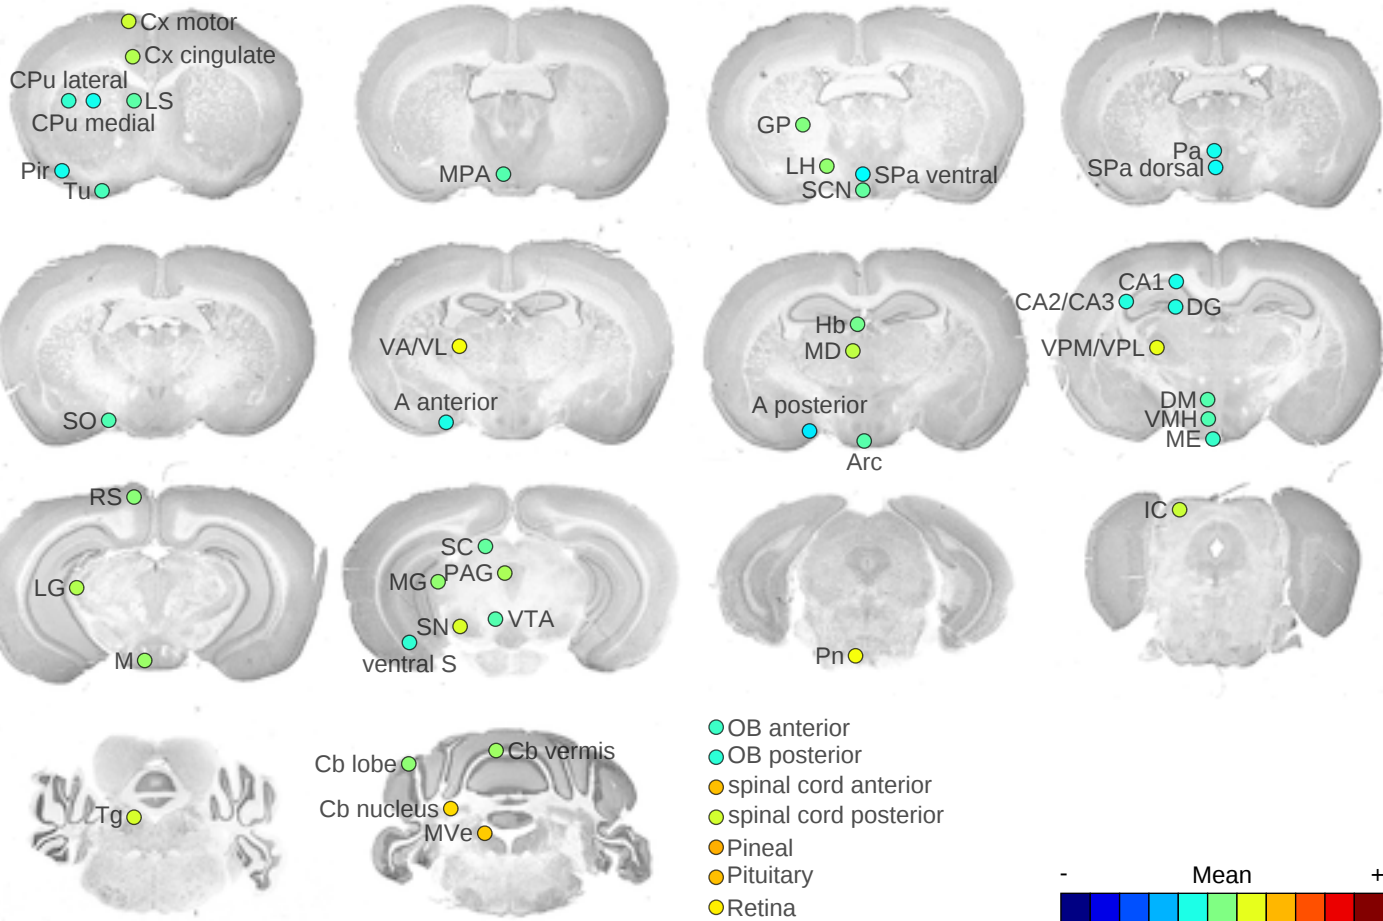 Cx motor
Cx cingulate
CPu lateral
LS
CPu medial
Pir
Tu
MPA
GP
LH
SPa ventral
SCN
Pa
SPa dorsal
SO
VA/VL
A anterior
Hb
MD
A posterior
Arc
CA1
CA2/CA3
DG
VPM/VPL
DM
VMH
ME
RS
LG
M
SC
MG
PAG
SN
VTA
ventral S
Pn
IC
Tg
Cb lobe
Cb vermis
Cb nucleus
MVe
OB anterior
OB posterior
spinal cord anterior
spinal cord posterior
Pineal
Pituitary
Retina
- Mean +